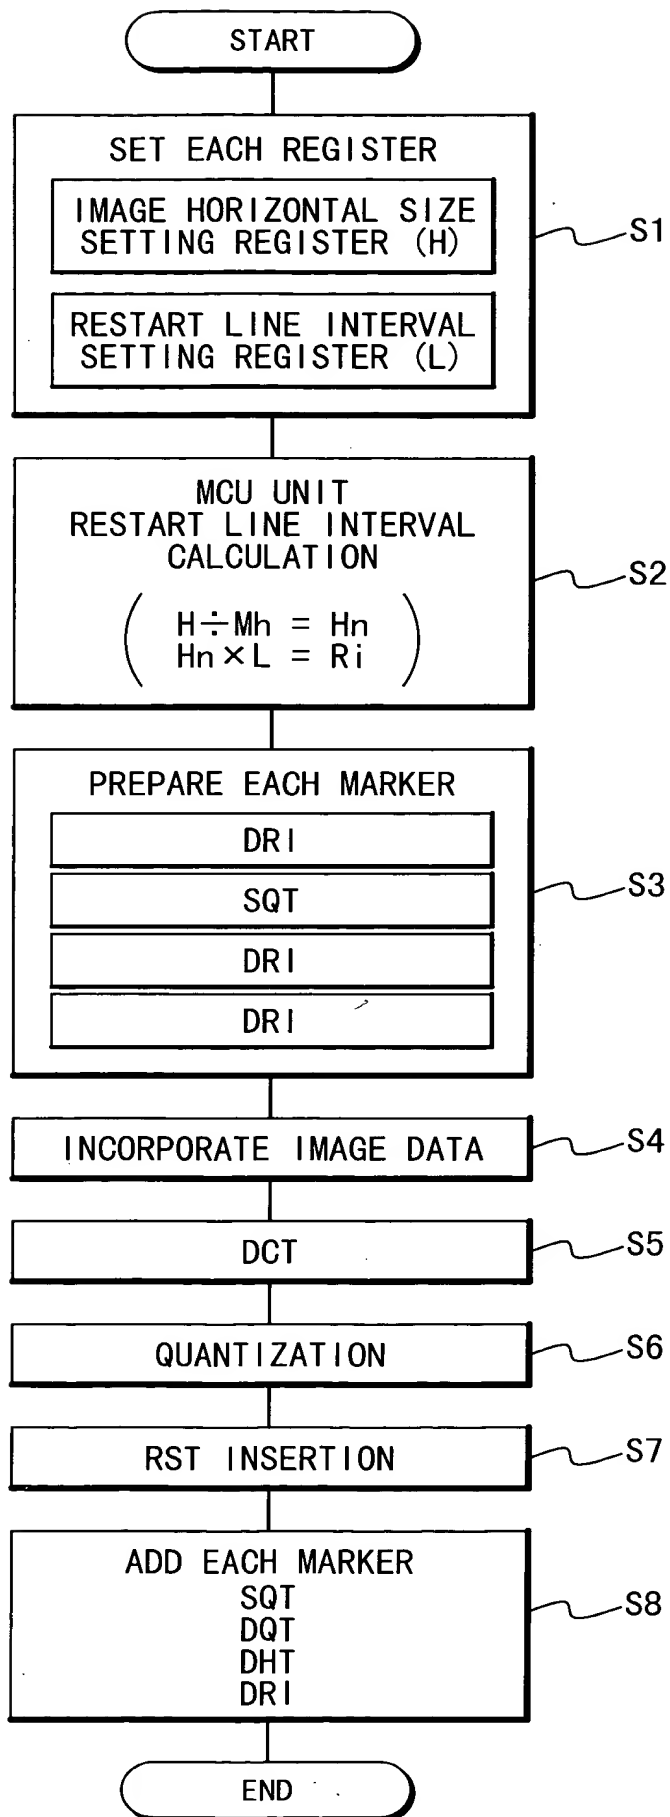 START
SET EACH REGISTER
IMAGE HORIZONTAL SIZE
SETTING REGISTER (H)
S1
RESTART LINE INTERVAL
SETTING REGISTER (L)
MCU UNIT
RESTART LINE INTERVAL
CALCULATION
S2
H÷Mh = Hn
Hn×L = Ri
PREPARE EACH MARKER
DRI
SQT
S3
DRI
DRI
INCORPORATE IMAGE DATA
S4
DCT
S5
QUANTIZATION
S6
RST INSERTION
S7
ADD EACH MARKER
SQT
S8
DQT
DHT
DRI
END